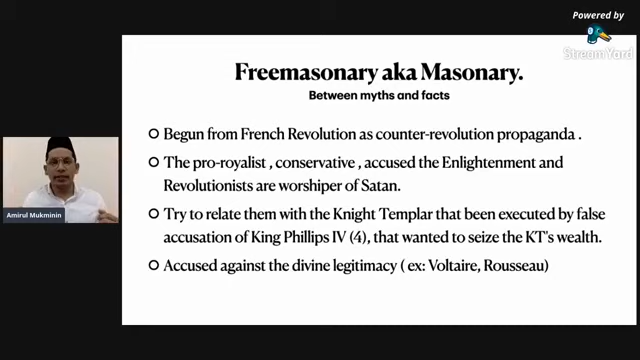 Powered by
StreamYard
Freemasonary aka Masonary.
Between myths and facts
Begun from French Revolution as counter-revolution propaganda .
The pro-royalist , conservative , accused the Enlightenment and
Revolutionists are worshiper of Satan.
Try to relate them with the Knight Templar that been executed by false
accusation of King Phillips IV (4), that wanted to seize the KT's wealth.
Accused against the divine legitimacy ( ex: Voltaire, Rousseau)
Amirul Mukminin